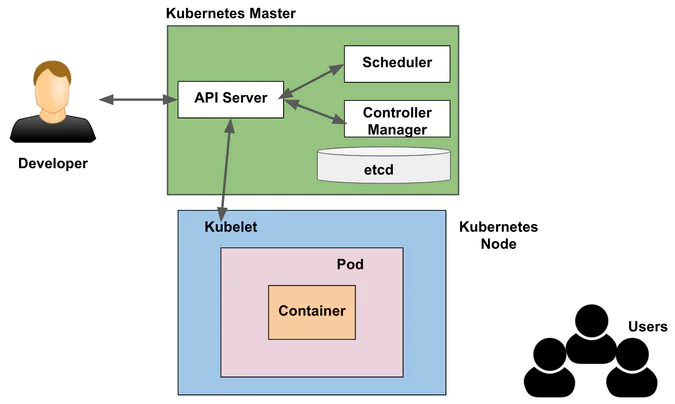 Kubernetes Master
Scheduler
API Server
Controller
Manager
Developer
etcd
Kubelet
Kubernetes
Node
Pod
Container
Users